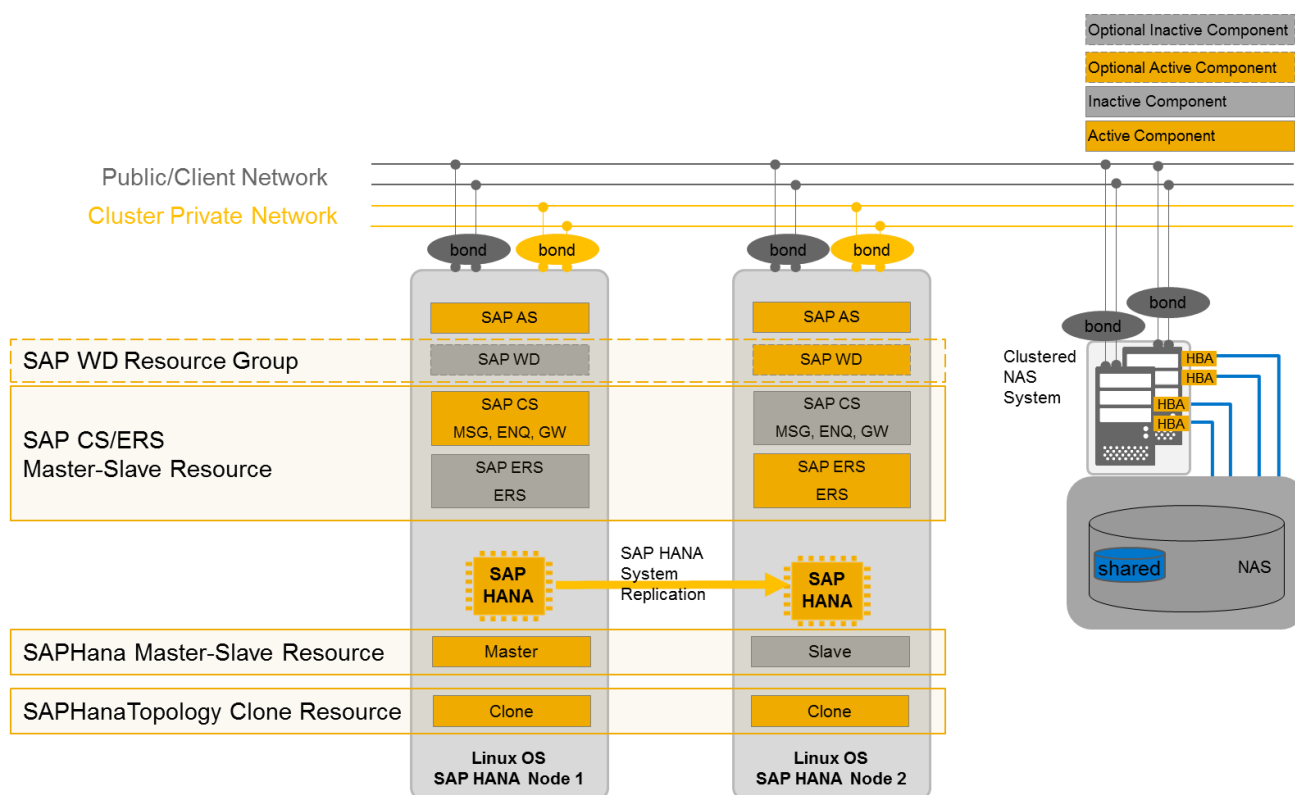 Optional Inactive Component
Optional Active Component
Inactive Component
Active Component
Public/Client Network
Cluster Private Network
bond
bond
bond
bond
bond
bond
SAP AS
SAP AS
SAP WD Resource Group
SAP WD
SAP WD
Clustered
NAS
System
HBA
HBA
HBA
HBA
SAP CS/ERS
Master-Slave Resource
SAP CS
MSG, ENQ, GW
SAP CS
MSG, ENQ, GW
SAP ERS
ERS
SAP ERS
ERS
SAP
HANA
SAP HANA
System
Replication
SAP
HANA
shared
NAS
SAPHana Master-Slave Resource
Master
Slave
SAPHanaTopology Clone Resource
Clone
Clone
Linux OS
SAP HANA Node 1
Linux OS
SAP HANA Node 2